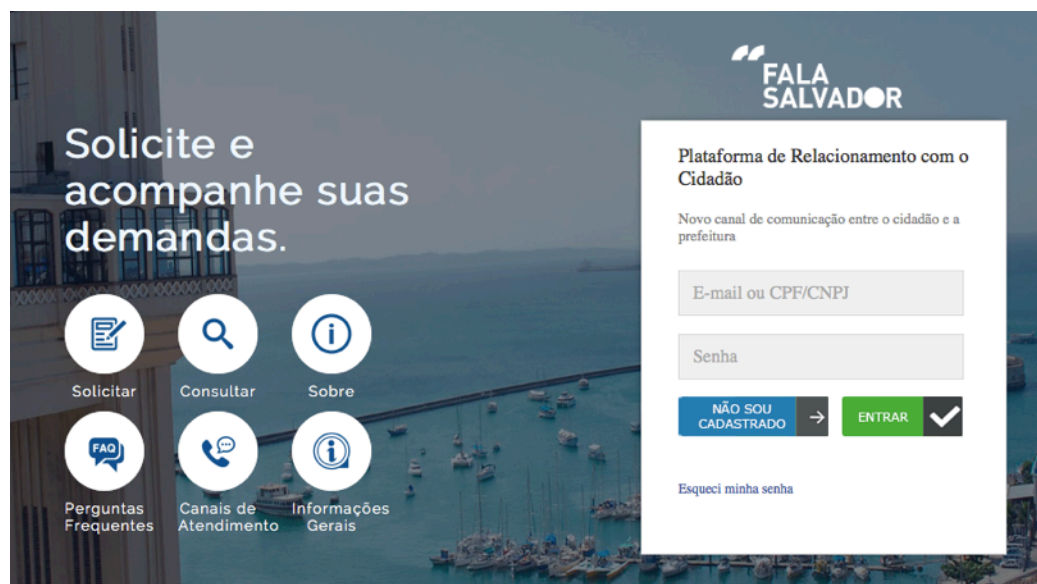 Solicite e
acompanhe suas
demandas.
Solicitar
Consultar
Sobre
FAQ
Perguntas
Frequentes
Canais de
Atendimento
Informações
Gerais
FALA
SALVADOR
Plataforma de Relacionamento com o
Cidadão
Novo canal de comunicação entre o cidadão e a
prefeitura
E-mail ou CPF/CNPJ
Senha
NÃO SOU
CADASTRADO
ENTRAR
Esqueci minha senha